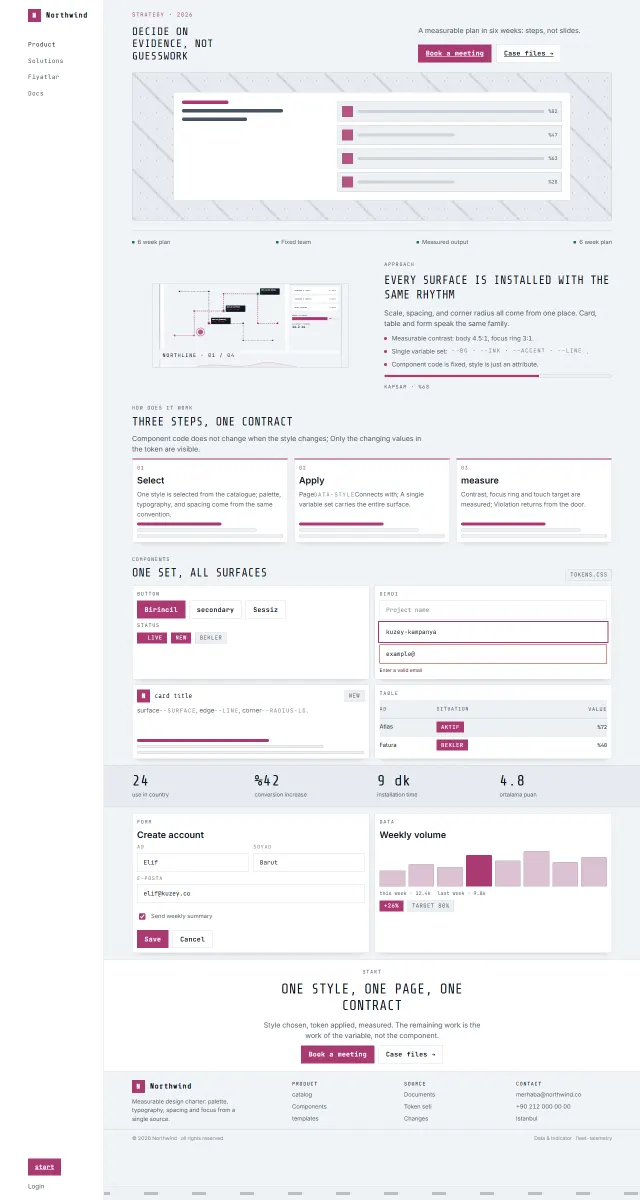 N Northwind
Product
Solutions
Fiyatlar
Docs
STRATEGY · 2026
DECIDE ON
EVIDENCE, NOT
GUESSWORK
A measurable plan in six weeks: steps, not slides.
Book a meeting
Case files →
%82
%47
%63
%28
6 week plan
Fixed team
Measured output
6 week plan
NORTHLINE · 01 / 04
APPROACH
EVERY SURFACE IS INSTALLED WITH THE
SAME RHYTHM
Scale, spacing, and corner radius all come from one place. Card,
table and form speak the same family.
Measurable contrast: body 4.5:1, focus ring 3:1.
Single variable set: --BG · --INK · --ACCENT · --LINE.
Component code is fixed, style is just an attribute.
KAPSAM · %68
HOW DOES IT WORK
THREE STEPS, ONE CONTRACT
Component code does not change when the style changes; Only the changing values in
the token are visible.
01
Select
One style is selected from the catalogue; palette,
typography, and spacing come from the same
convention.
02
Apply
PageDATA-STYLEConnects with; A single
variable set carries the entire surface.
03
measure
Contrast, focus ring and touch target are
measured; Violation returns from the door.
COMPONENTS
ONE SET, ALL SURFACES
TOKENS.CSS
BUTTON
Birincil
secondary
Sessiz
STATUS
LIVE
NEW
BEKLER
GIRDI
Project name
kuzey-kampanya
example@
Enter a valid email
N card title
NEW
surface--SURFACE, edge--LINE, corner--RADIUS-LG.
TABLE
AD SITUATION VALUE
Atlas AKTIF %72
Fatura BEKLER %40
24
use in country
%42
conversion increase
9 dk
installation time
4.8
ortalama puan
FORM
Create account
AD
SOYAD
Elif
Barut
E-POSTA
elif@kuzey.co
Send weekly summary
Save
Cancel
DATA
Weekly volume
this week · 12.4k last week · 9.8k
+26%
TARGET 80%
START
ONE STYLE, ONE PAGE, ONE
CONTRACT
Style chosen, token applied, measured. The remaining work is the
work of the variable, not the component.
Book a meeting
Case files →
N Northwind
Measurable design charter; palette,
typography, spacing and focus from a
single source.
PRODUCT
catalog
Components
templates
SOURCE
Documents
Token seti
Changes
CONTACT
merhaba@northwind.co
+90 212 000 00 00
Istanbul
© 2026 Northwind · all rights reserved
Data & Indicator · fleet-telemetry
start
Login